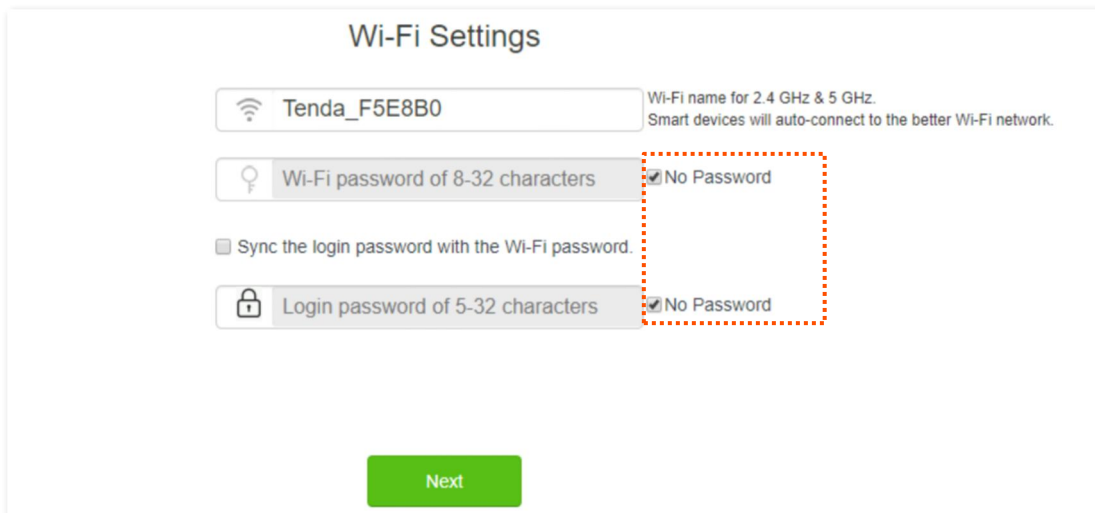 Wi-Fi Settings
Tenda_F5E8B0
Wi-Fi name for 2.4 GHz & 5 GHz.
Smart devices will auto-connect to the better Wi-Fi network.
Wi-Fi password of 8-32 characters
No Password
Sync the login password with the Wi-Fi password.
Login password of 5-32 characters
No Password
Next